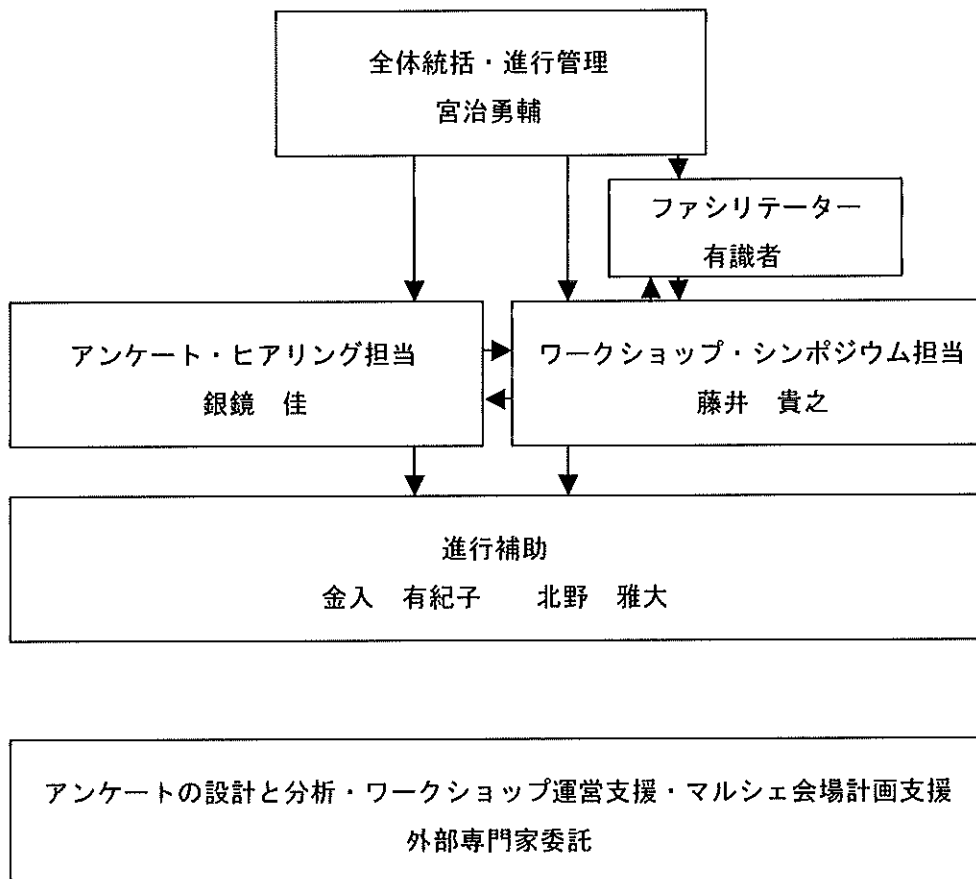 全体統括・進行管理
宮治勇輔
ファシリテーター
有識者
アンケート・ヒアリング担当
銀鏡　佳
ワークショップ・シンポジウム担当
藤井　貴之
進行補助
金入　有紀子　　北野　雅大
アンケートの設計と分析・ワークショップ運営支援・マルシェ会場計画支援
外部専門家委託